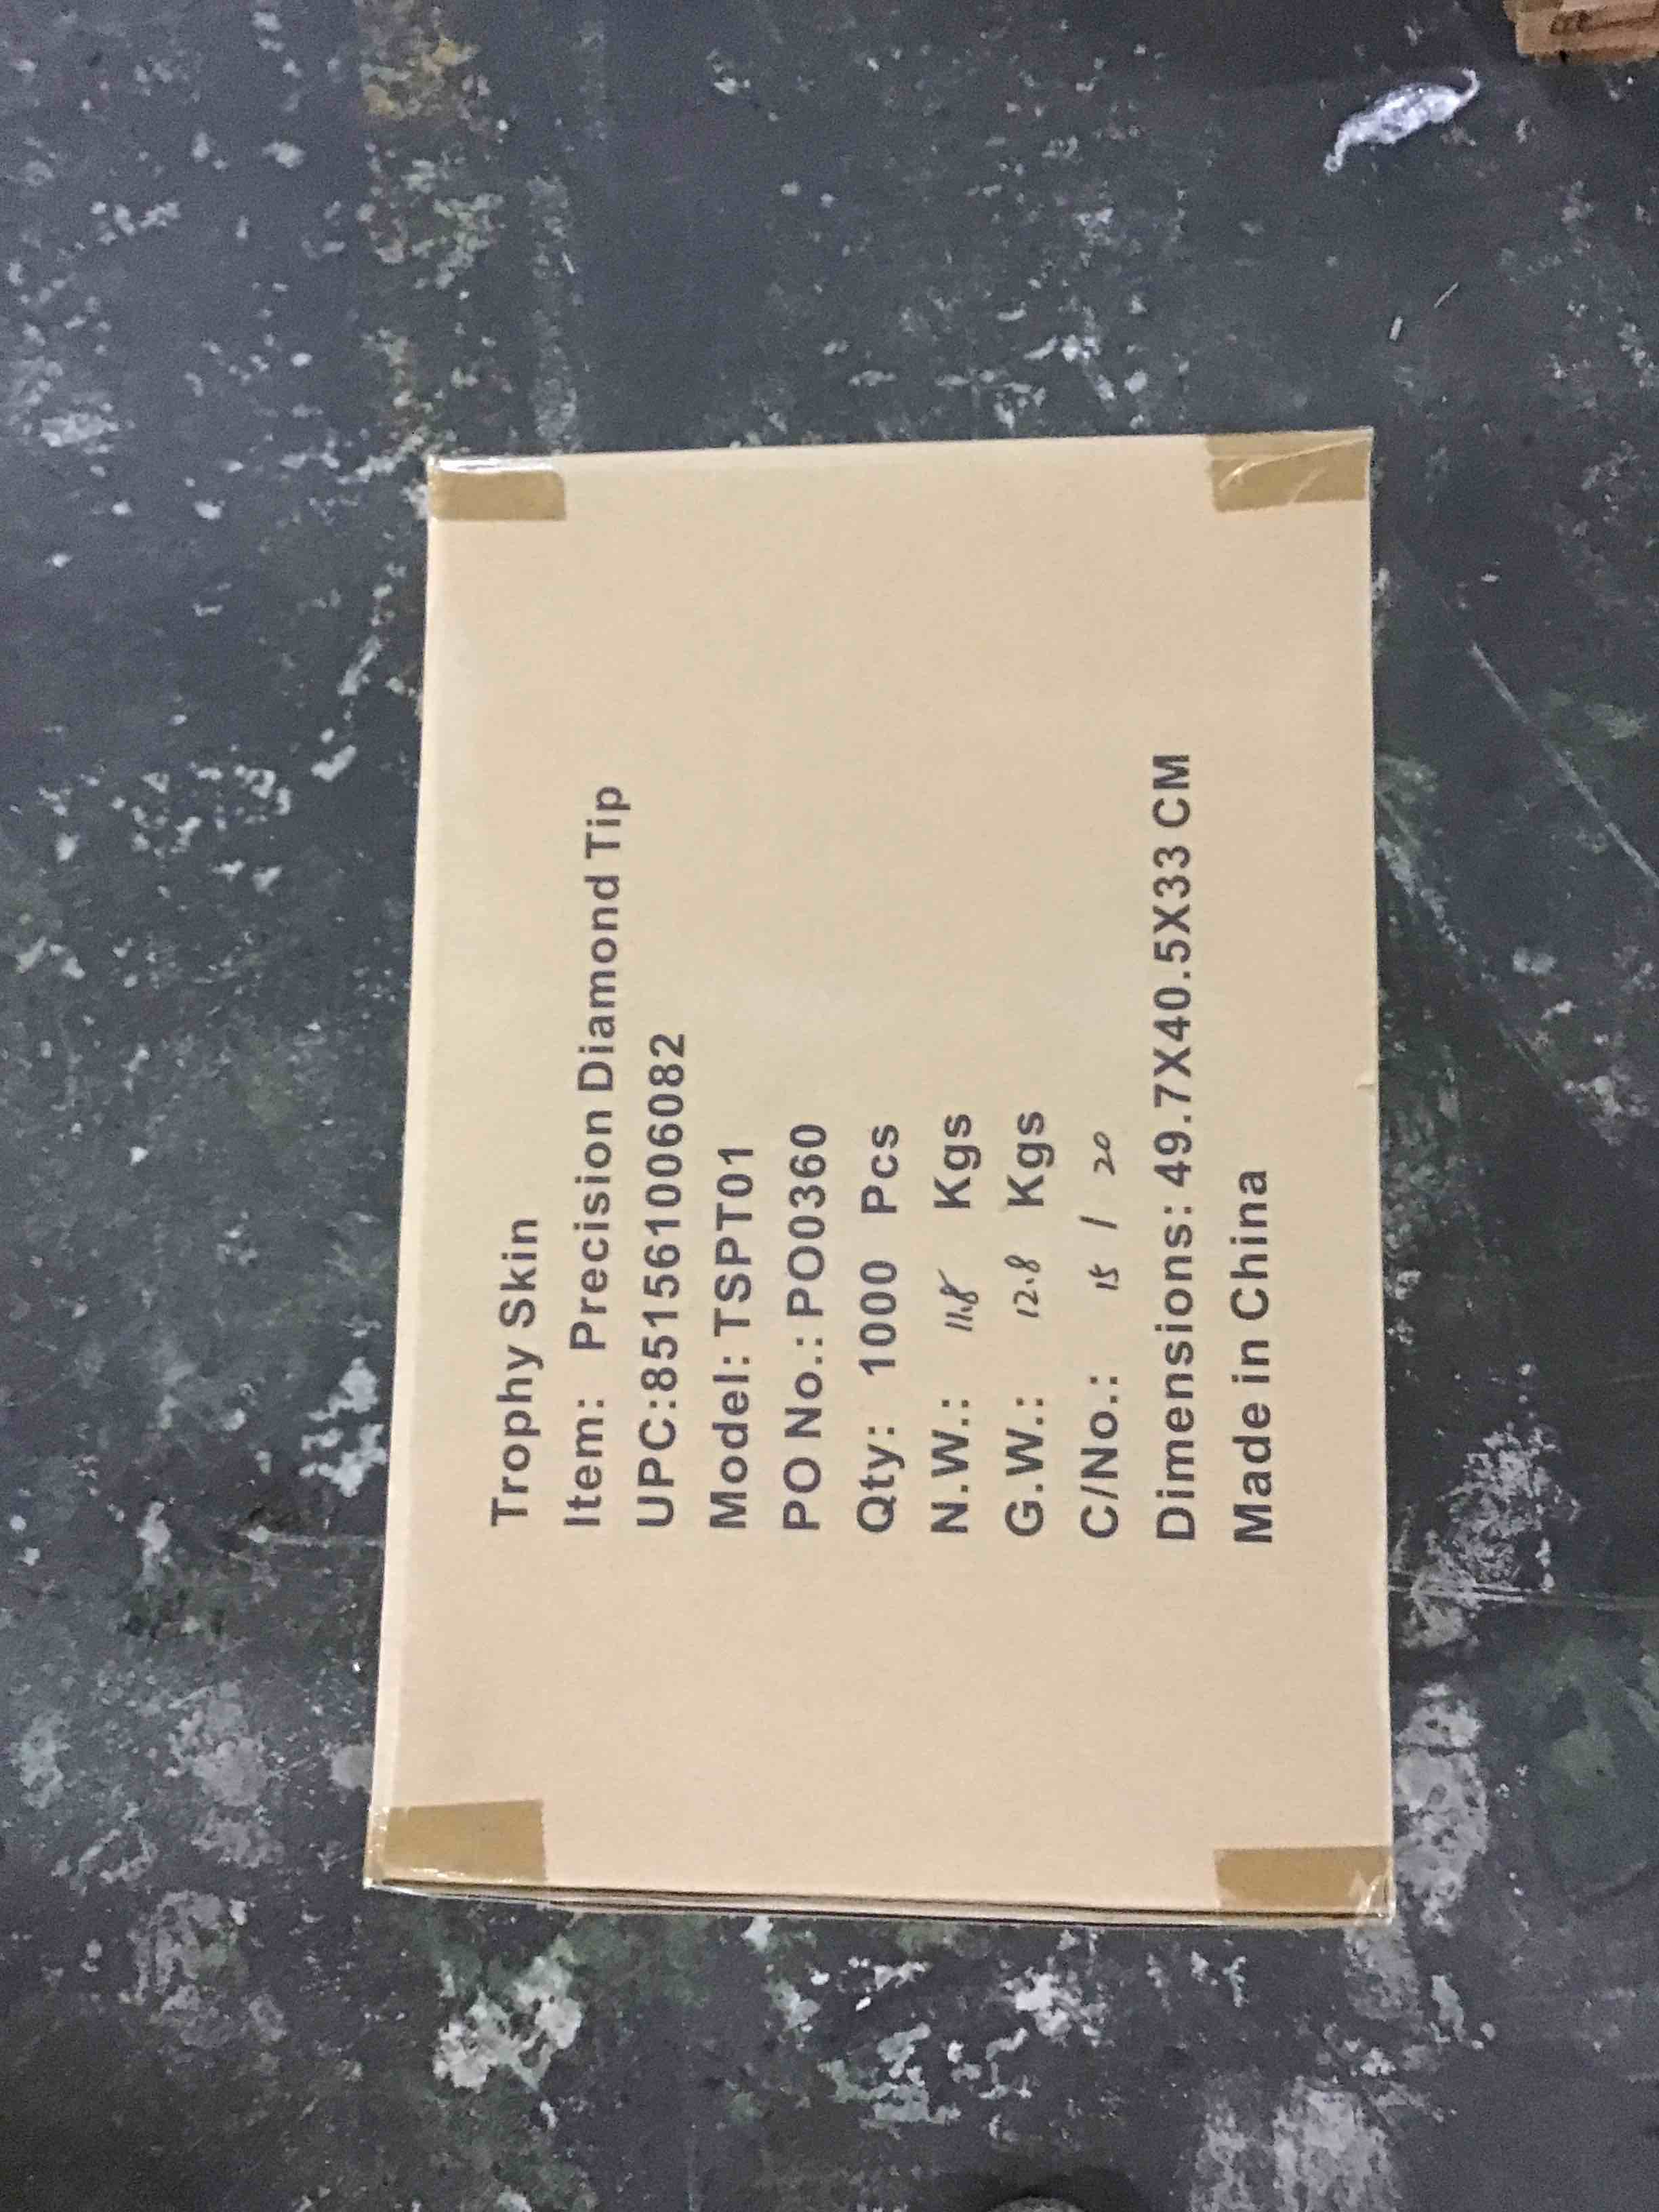 Trophy Skin
Item: Precision Diamond Tip
UPC:851561006082
Model: TSPT01
PO No.: PO0360
Qty: 1000 Pcs
N.W.: 11.8 Kgs
G.W.: 12.8 Kgs
C/No.: 15 / 20
Dimensions: 49.7X40.5X33 CM
Made in China